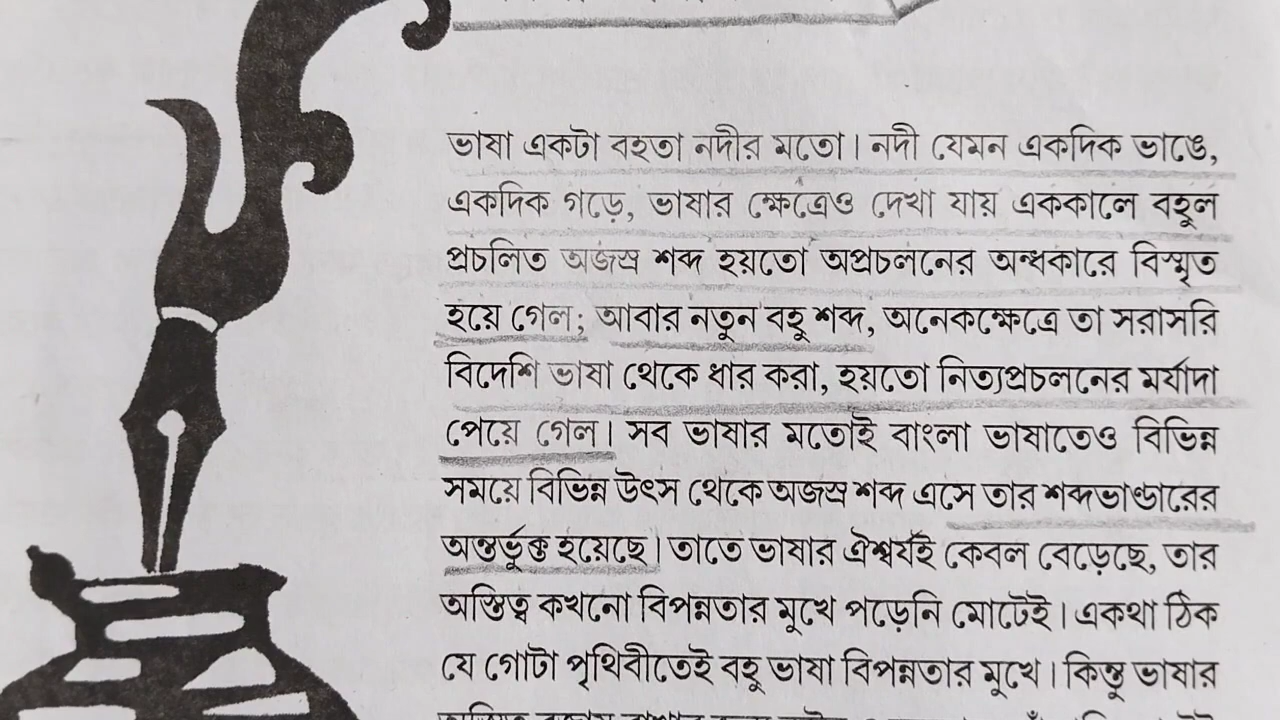 ভাষা একটা বহতা নদীর মতো। নদী যেমন একদিক ভাঙে,
একদিক গড়ে, ভাষার ক্ষেত্রেও দেখা যায় এককালে বহুল
প্রচলিত অজস্র শব্দ হয়তো অপ্রচলনের অন্ধকারে বিস্মৃত
হয়ে গেল; আবার নতুন বহু শব্দ, অনেকক্ষেত্রে তা সরাসরি
বিদেশি ভাষা থেকে ধার করা, হয়তো নিত্যপ্রচলনের মর্যাদা
পেয়ে গেল। সব ভাষার মতোই বাংলা ভাষাতেও বিভিন্ন
সময়ে বিভিন্ন উৎস থেকে অজস্র শব্দ এসে তার শব্দভাণ্ডারের
অন্তর্ভুক্ত হয়েছে। তাতে ভাষার ঐশ্বর্যই কেবল বেড়েছে, তার
অস্তিত্ব কখনো বিপন্নতার মুখে পড়েনি মোটেই। একথা ঠিক
যে গোটা পৃথিবীতেই বহু ভাষা বিপন্নতার মুখে। কিন্তু ভাষার